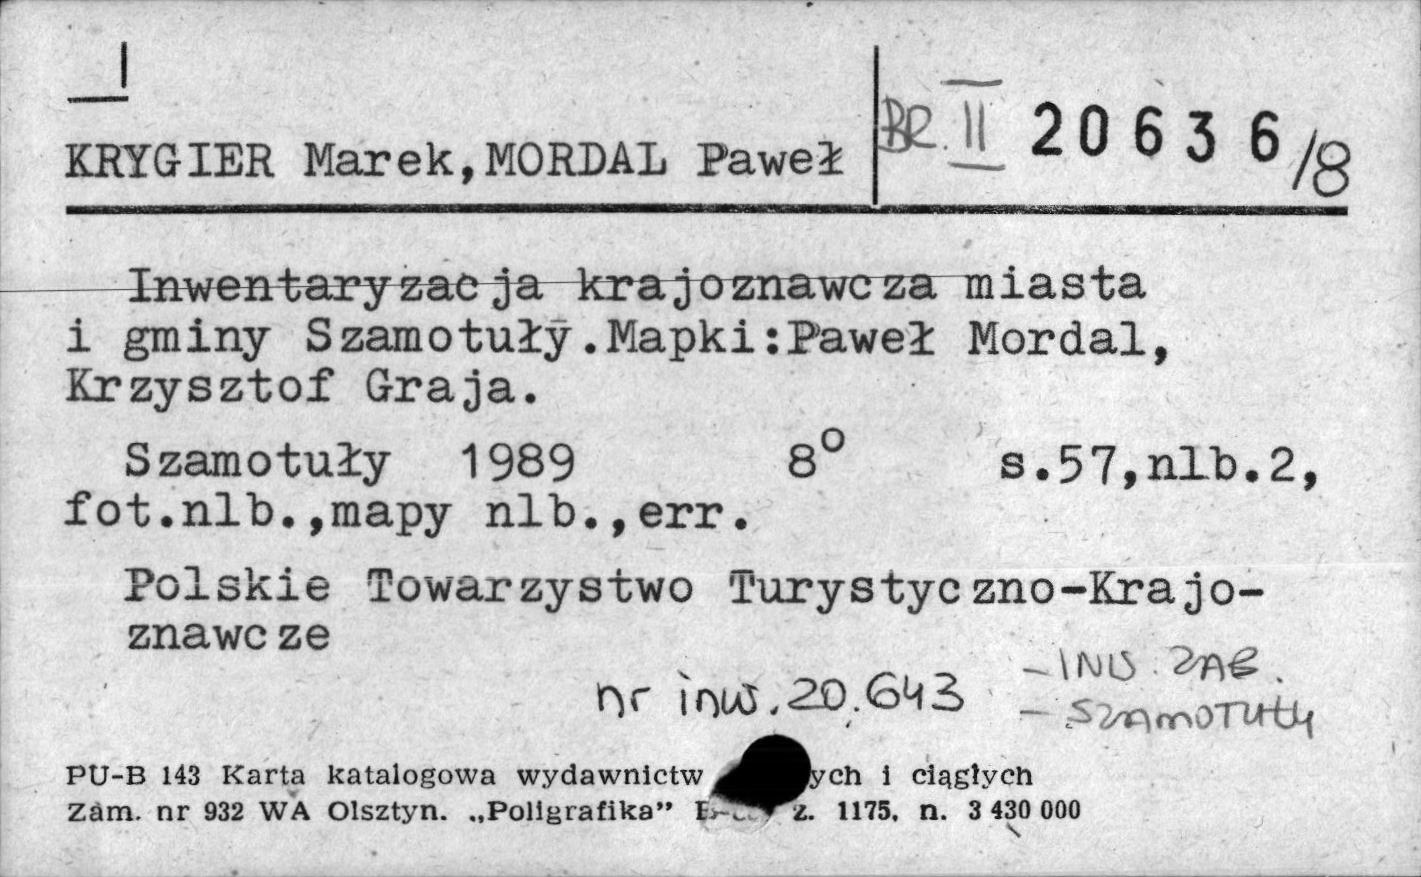 KRYGIER Marek,MORDAL Paweł
BR. II 20636/8
Inwentaryzacja krajoznawcza miasta
i gminy Szamotuły.Mapki:Paweł Mordal,
Krzysztof Graja.
Szamotuły 1989 8° s.57,nlb.2,
fot.nlb.,mapy nlb.,err.
Polskie Towarzystwo Turystyczno-Krajo-
znawcze
- INW. ZAB.
nr inw. 20.643
- SZAMOTUŁY
PU-B 143 Karta katalogowa wydawnictw i ciągłych
Zam. nr 932 WA Olsztyn. „Poligrafika” z. 1175. n. 3 430 000